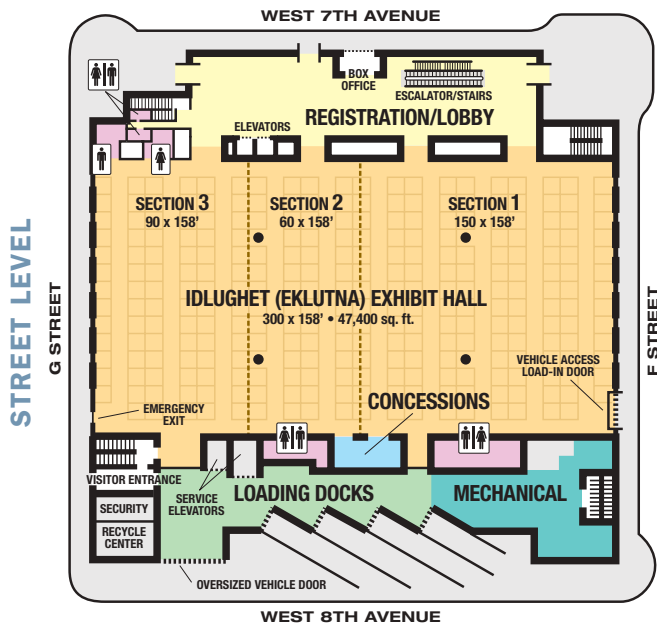 WEST 7TH AVENUE
BOX
OFFICE
ESCALATOR/STAIRS
REGISTRATION/LOBBY
ELEVATORS
SECTION 3
90 x 158'
SECTION 2
60 x 158'
SECTION 1
150 x 158'
STREET LEVEL
G STREET
IDLUGHET (EKLUTNA) EXHIBIT HALL
300 x 158' • 47,400 sq. ft.
F STREET
VEHICLE ACCESS
LOAD-IN DOOR
CONCESSIONS
EMERGENCY
EXIT
VISITOR ENTRANCE
SERVICE
ELEVATORS
LOADING DOCKS
MECHANICAL
SECURITY
RECYCLE
CENTER
OVERSIZED VEHICLE DOOR
WEST 8TH AVENUE